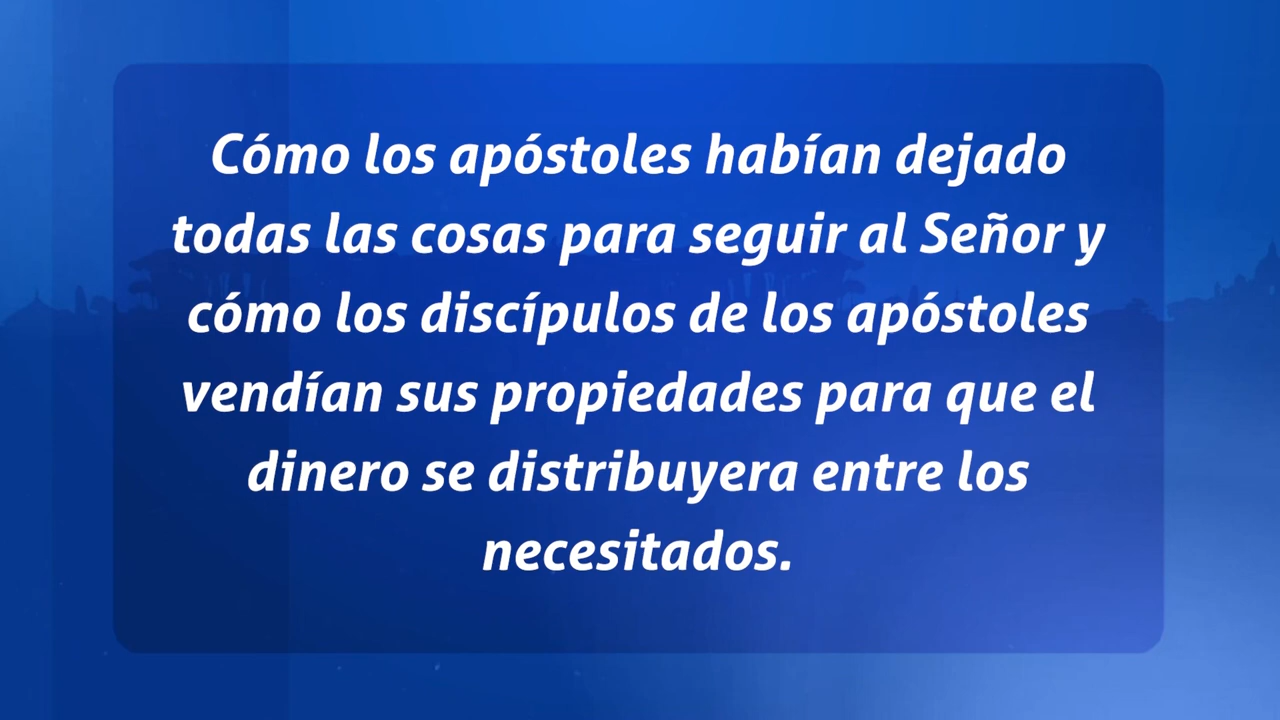 Cómo los apóstoles habían dejado
todas las cosas para seguir al Señor y
cómo los discípulos de los apóstoles
vendían sus propiedades para que el
dinero se distribuyera entre los
necesitados.